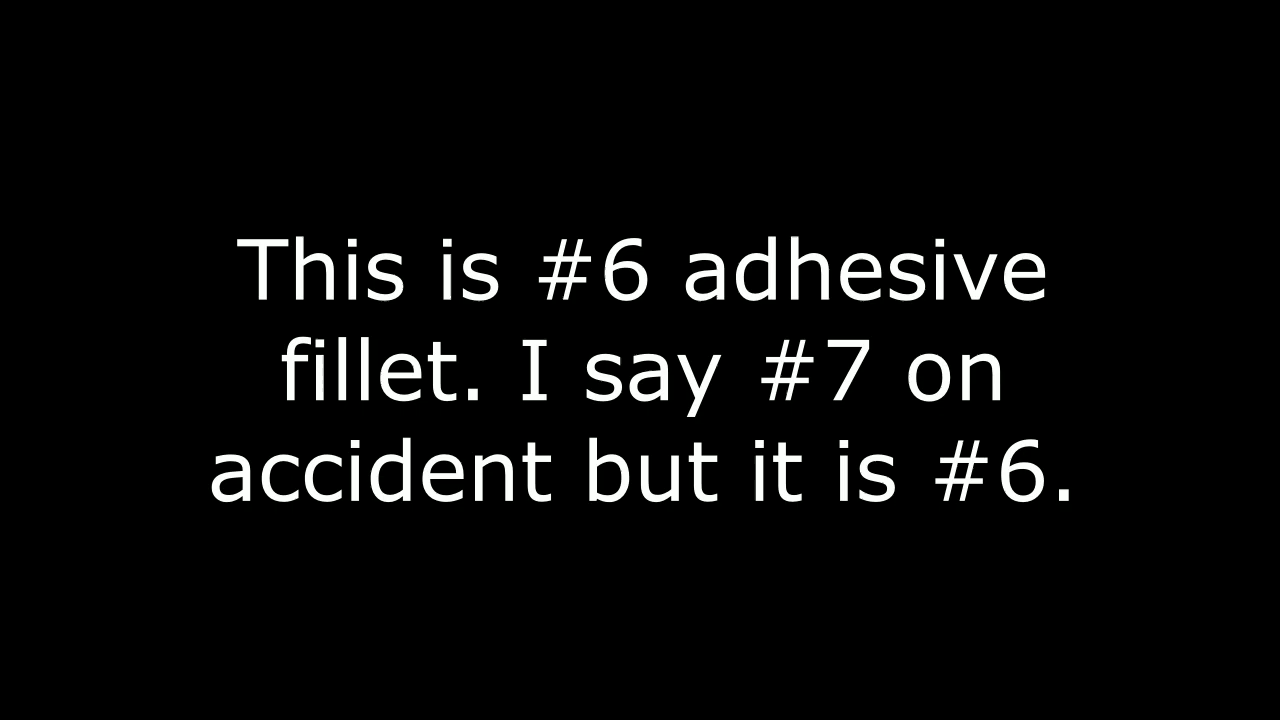 This is #6 adhesive
fillet. I say #7 on
accident but it is #6.